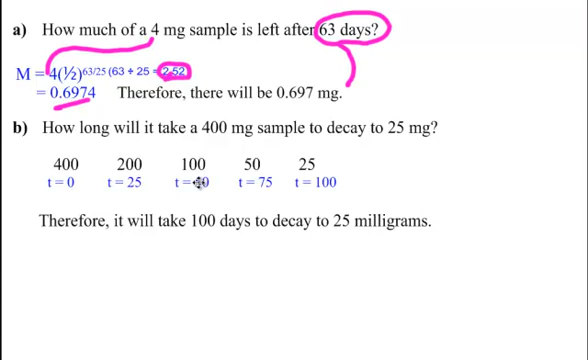 a) How much of a 4 mg sample is left after 63 days?
M = 4(½)^63/25 (63 ÷ 25 = 2.52)
= 0.6974 Therefore, there will be 0.697 mg.
b) How long will it take a 400 mg sample to decay to 25 mg?
400 200 100 50 25
t = 0 t = 25 t = t = 75 t = 100
Therefore, it will take 100 days to decay to 25 milligrams.